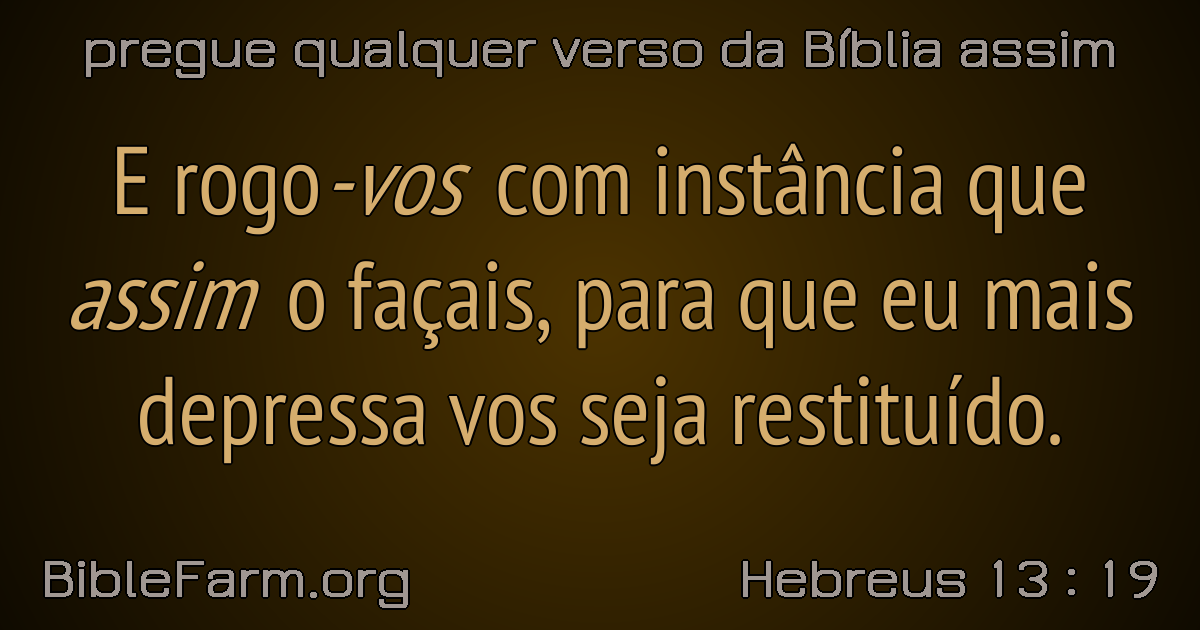 pregue qualquer verso da Bíblia assim
E rogo-vos com instância que
assim o façais, para que eu mais
depressa vos seja restituído.
BibleFarm.org
Hebreus 13 : 19